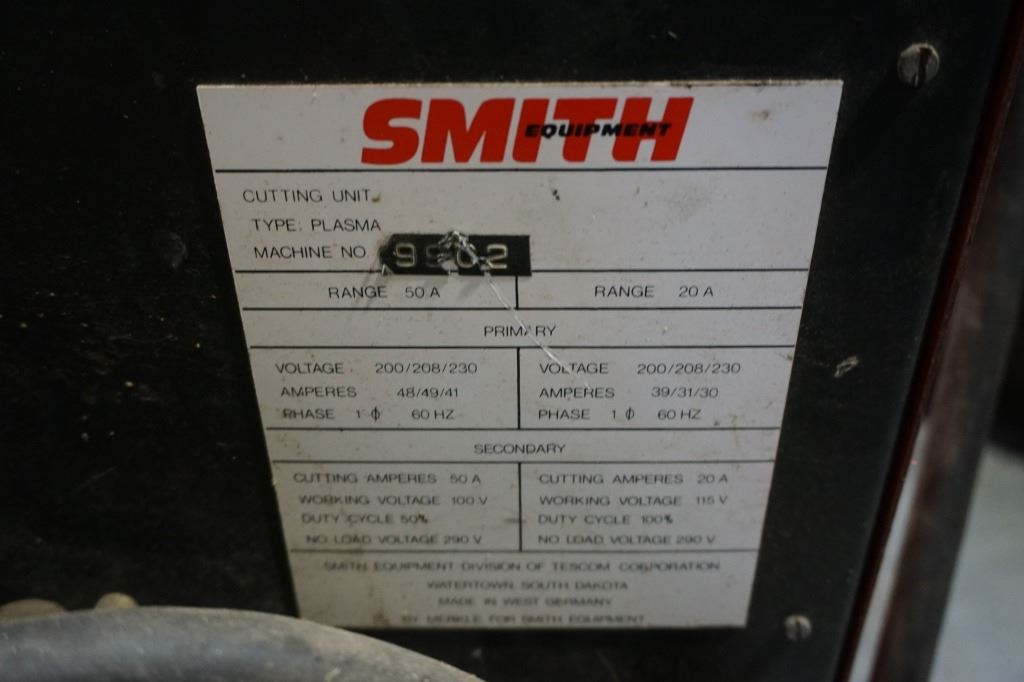 SMITH
EQUIPMENT
CUTTING UNIT
TYPE: PLASMA
MACHINE NO.
RANGE 50 A RANGE 20 A
PRIMARY
VOLTAGE 200/208/230 VOLTAGE 200/208/230
AMPERES 48/49/41 AMPERES 39/31/30
PHASE 1 ϕ 60 HZ PHASE 1 ϕ 60 HZ
SECONDARY
CUTTING AMPERES 50 A CUTTING AMPERES 20 A
WORKING VOLTAGE 100 V WORKING VOLTAGE 115 V
DUTY CYCLE 50% DUTY CYCLE 100%
NO LOAD VOLTAGE 290 V NO LOAD VOLTAGE 290 V
SMITH EQUIPMENT DIVISION OF TESCOM CORPORATION
WATERTOWN, SOUTH DAKOTA
MADE IN WEST GERMANY
BY MERKLE FOR SMITH EQUIPMENT